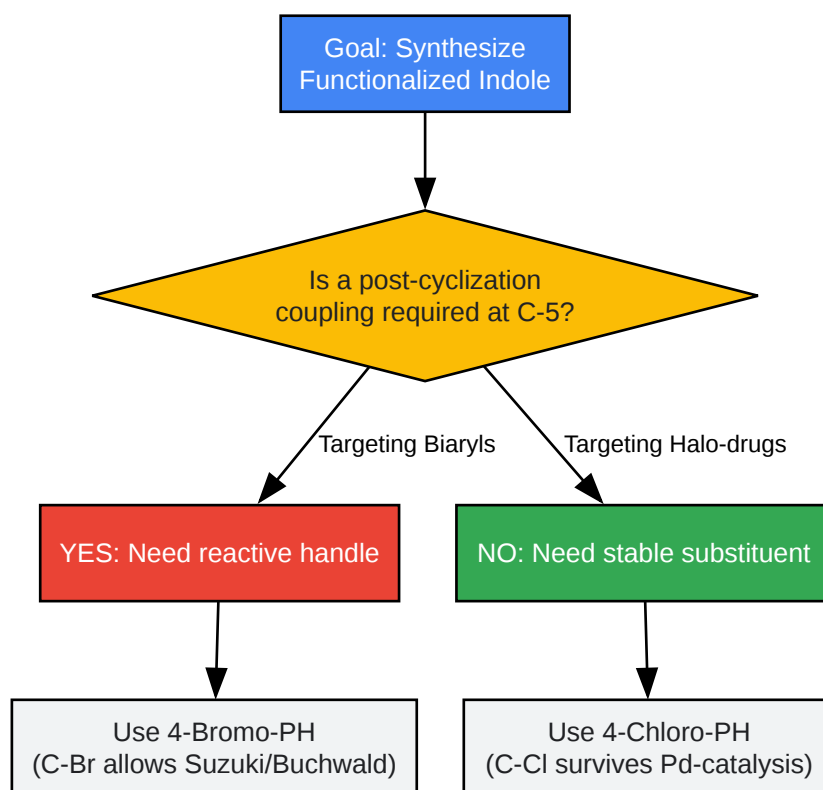 Goal: Synthesize
Functionalized Indole
Is a post-cyclization
coupling required at C-5?
Targeting Biaryls
Targeting Halo-drugs
YES: Need reactive handle
NO: Need stable substituent
Use 4-Bromo-PH
(C-Br allows Suzuki/Buchwald)
Use 4-Chloro-PH
(C-Cl survives Pd-catalysis)